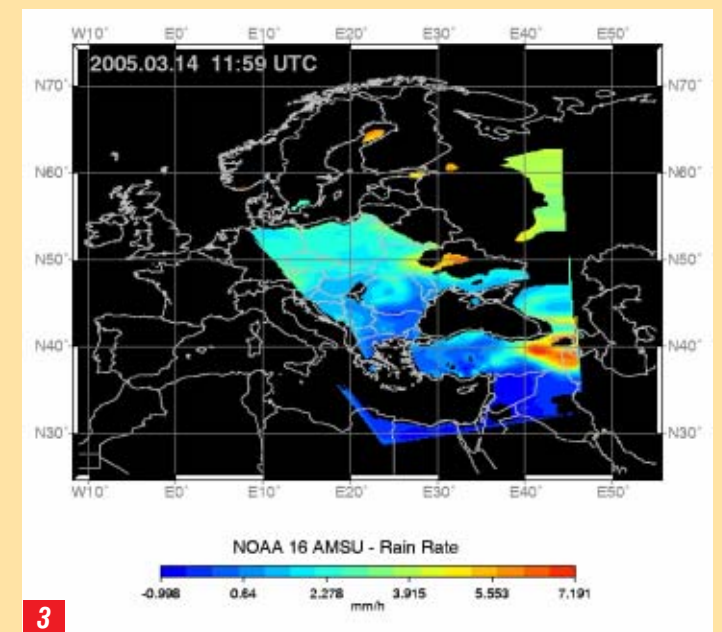 W10° E0° E10° E20° E30° E40° E50°
2005.03.14 11:59 UTC
N70° N70°
N60° N60°
N50° N50°
N40° N40°
N30° N30°
W10° E0° E10° E20° E30° E40° E50°
NOAA 16 AMSU - Rain Rate
-0.998 0.64 2.278 3.915 5.553 7.191
mm/h
3